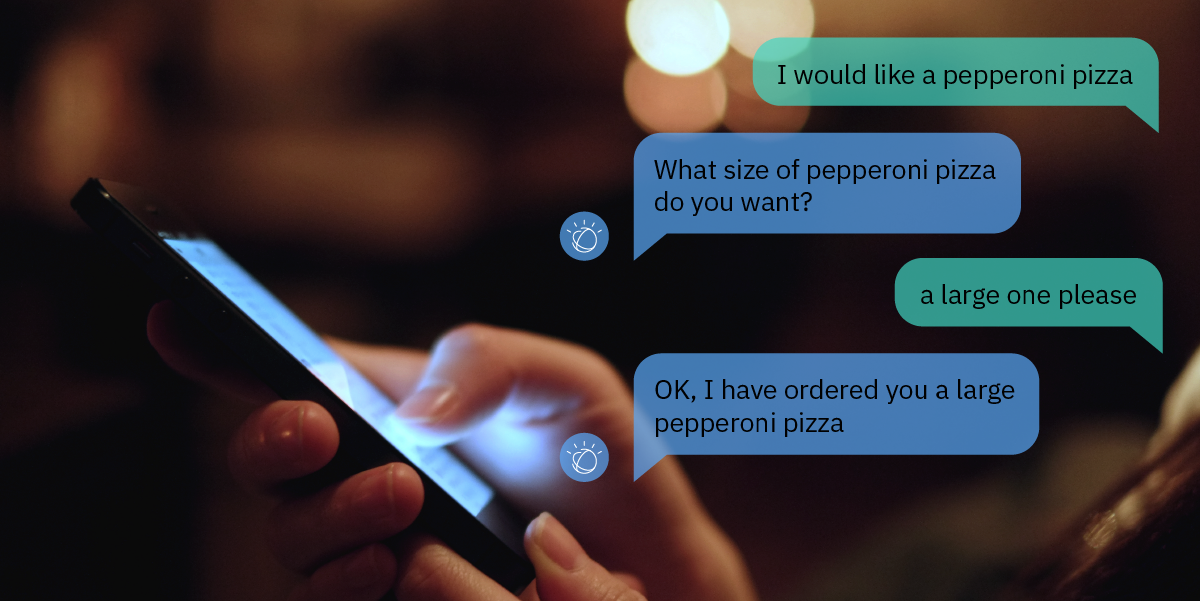 I would like a pepperoni pizza
What size of pepperoni pizza
do you want?
a large one please
OK, I have ordered you a large
pepperoni pizza